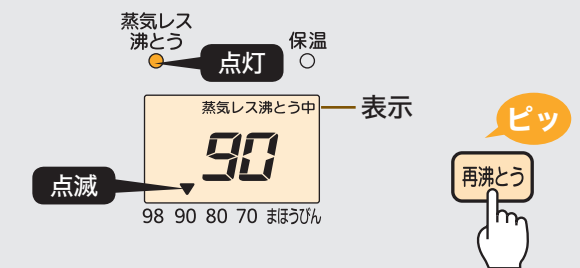 蒸気レス
沸とう
保温
点灯
蒸気レス沸とう中
表示
ピッ
90
点滅
再沸とう
98 90 80 70 まほうびん